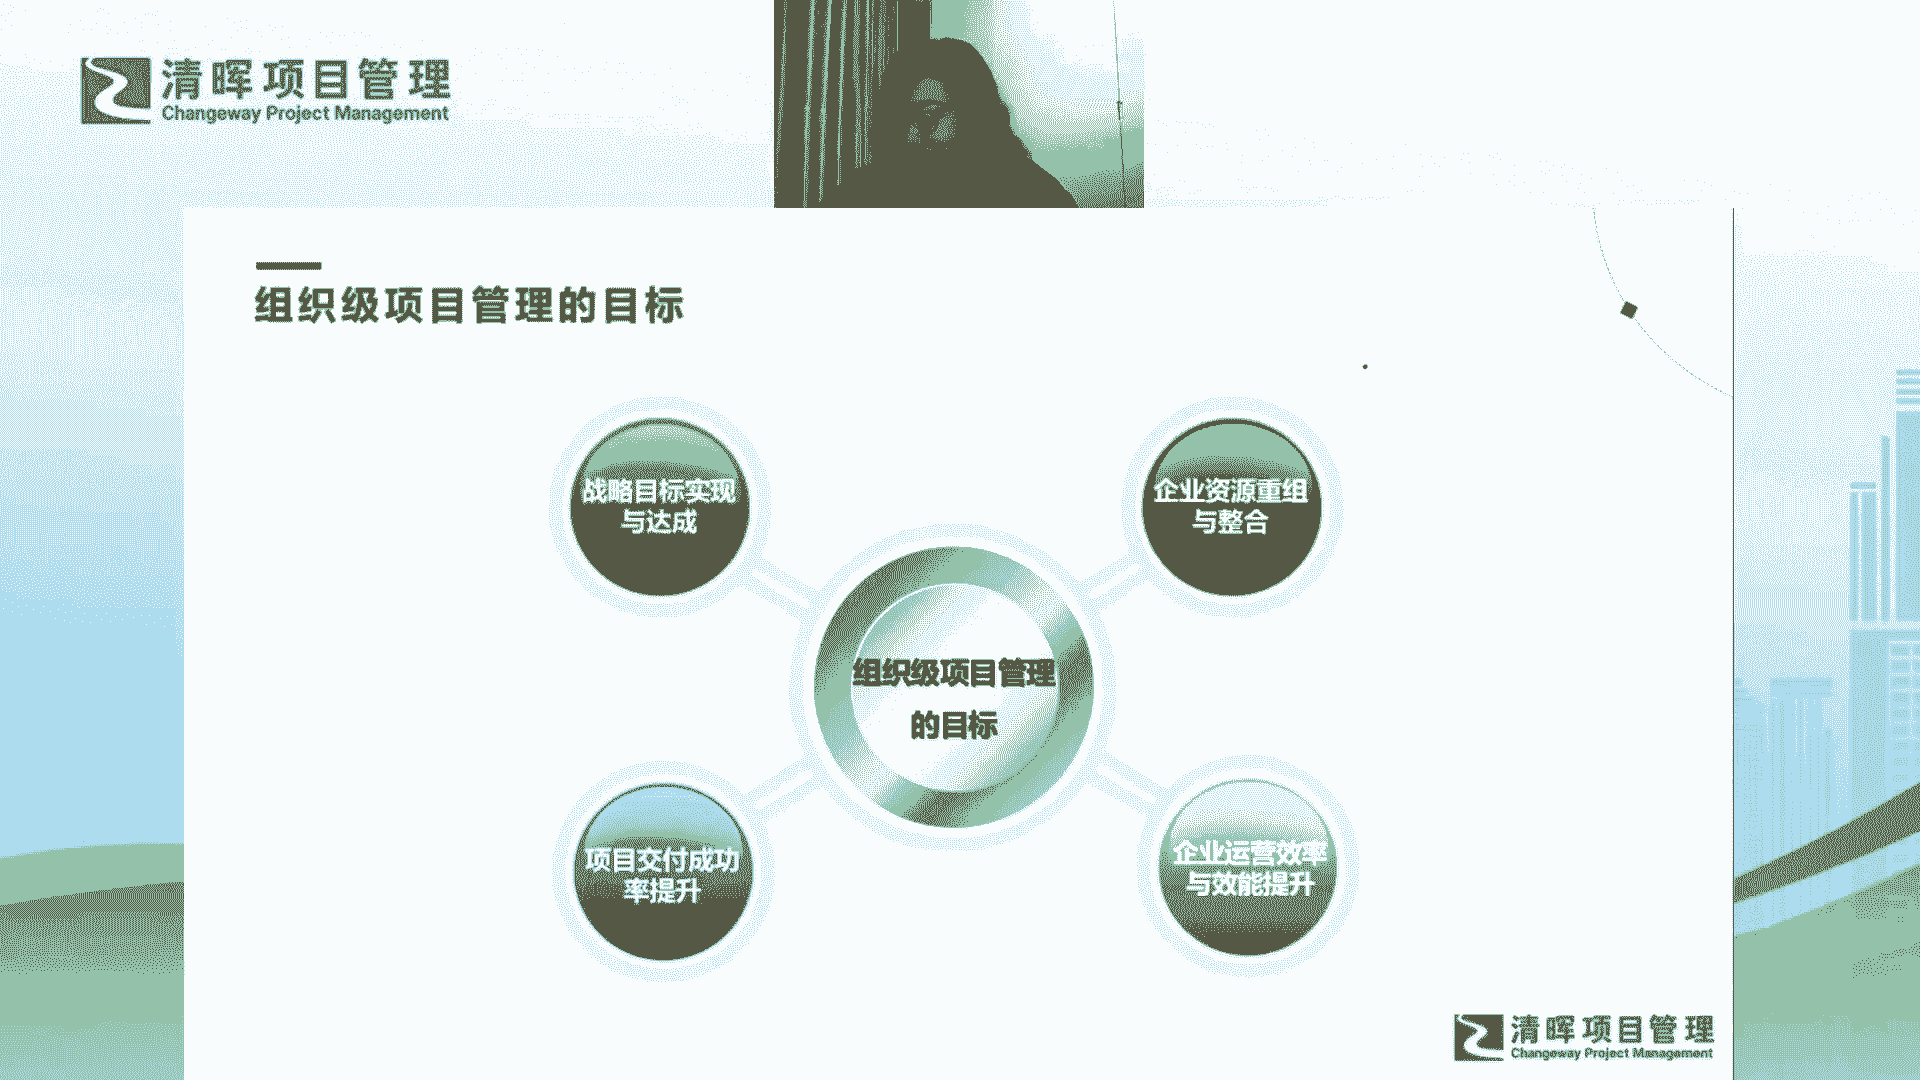 清晖项目管理
Changeway Project Management
组织级项目管理的目标
战略目标实现
与达成
企业资源重组
与整合
组织级项目管理
的目标
项目交付成功
率提升
企业运营效率
与效能提升
清晖项目管理
Changeway Project Management